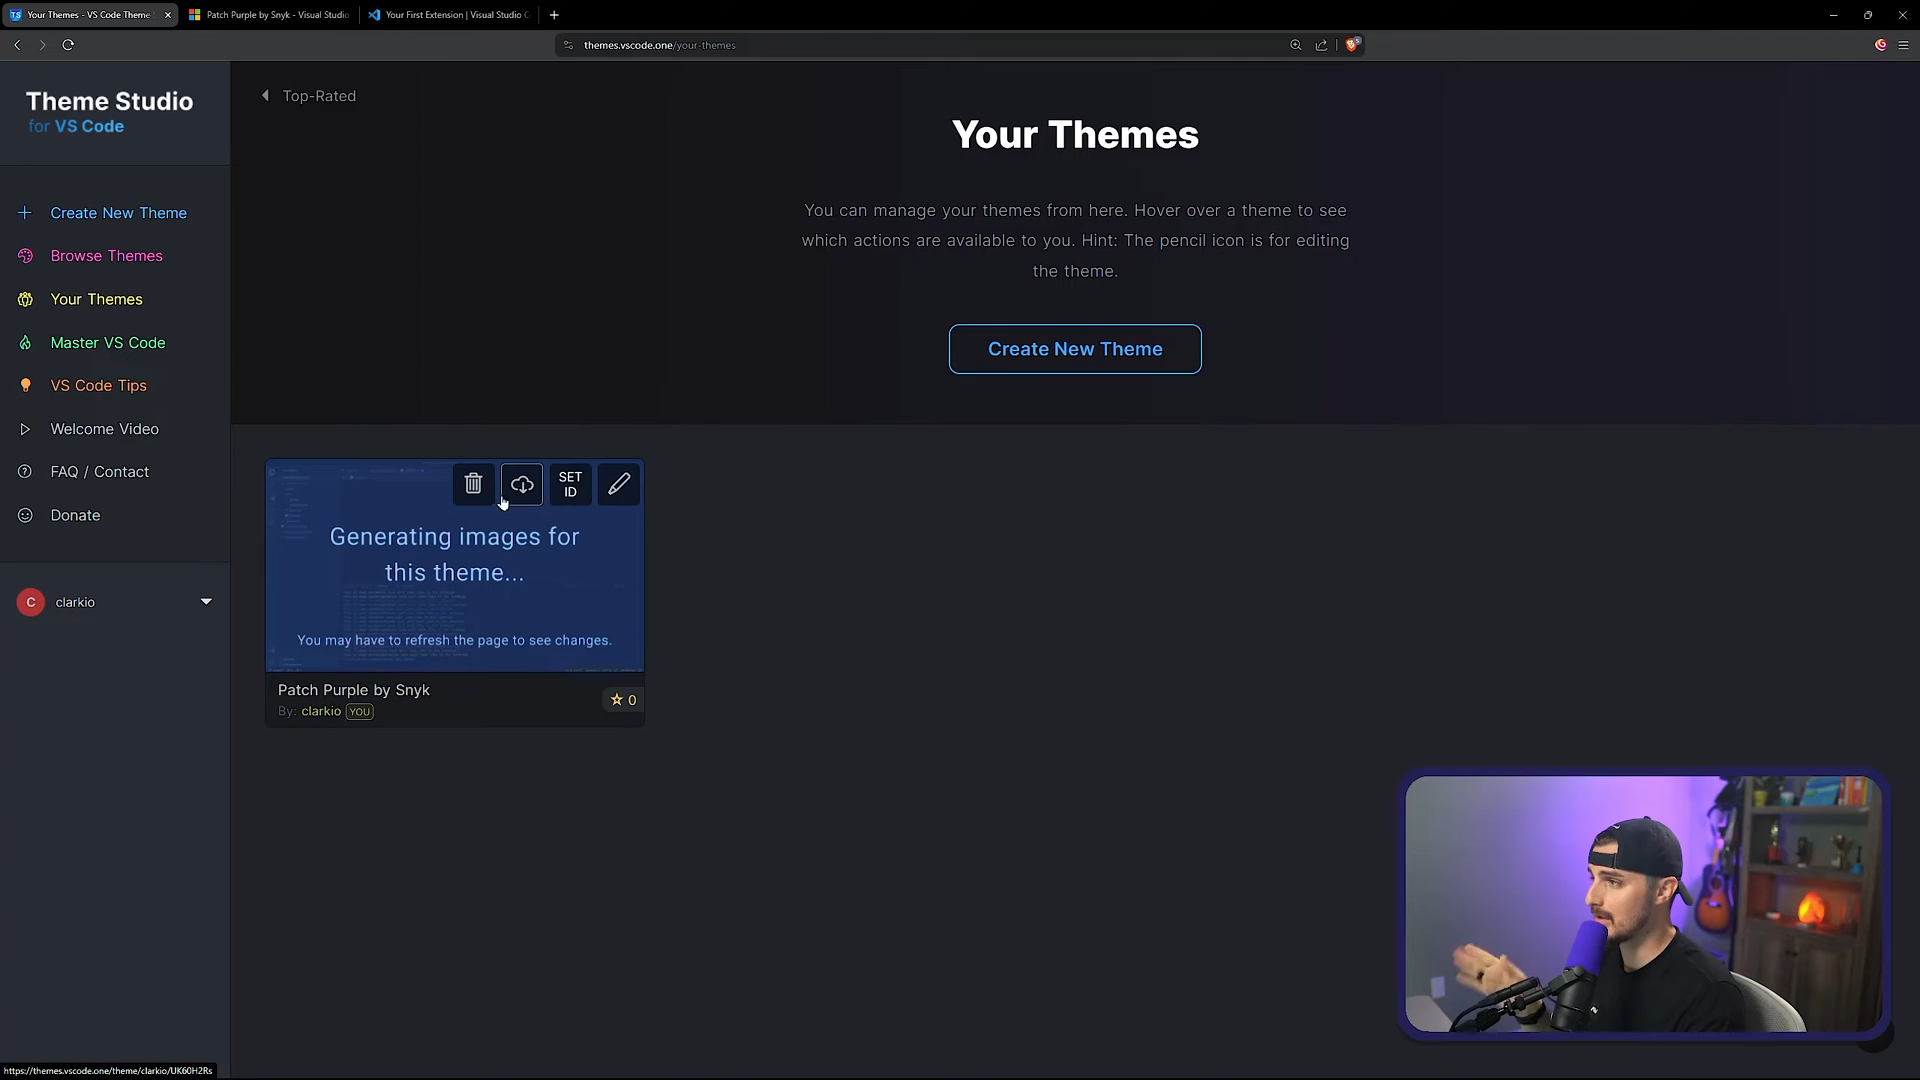 Your Themes - VS Code Theme
Patch Purple by Snyk - Visual Studio
Your First Extension | Visual Studio C
themes.vscode.one/your-themes
Theme Studio
for VS Code
Create New Theme
Browse Themes
Your Themes
Master VS Code
VS Code Tips
Welcome Video
FAQ / Contact
Donate
C clarkio
Top-Rated
Your Themes
You can manage your themes from here. Hover over a theme to see
which actions are available to you. Hint: The pencil icon is for editing
the theme.
Create New Theme
SET
ID
Generating images for
this theme...
You may have to refresh the page to see changes.
Patch Purple by Snyk
By: clarkio YOU
0
https://themes.vscode.one/theme/clarkio/UK60H2Rs